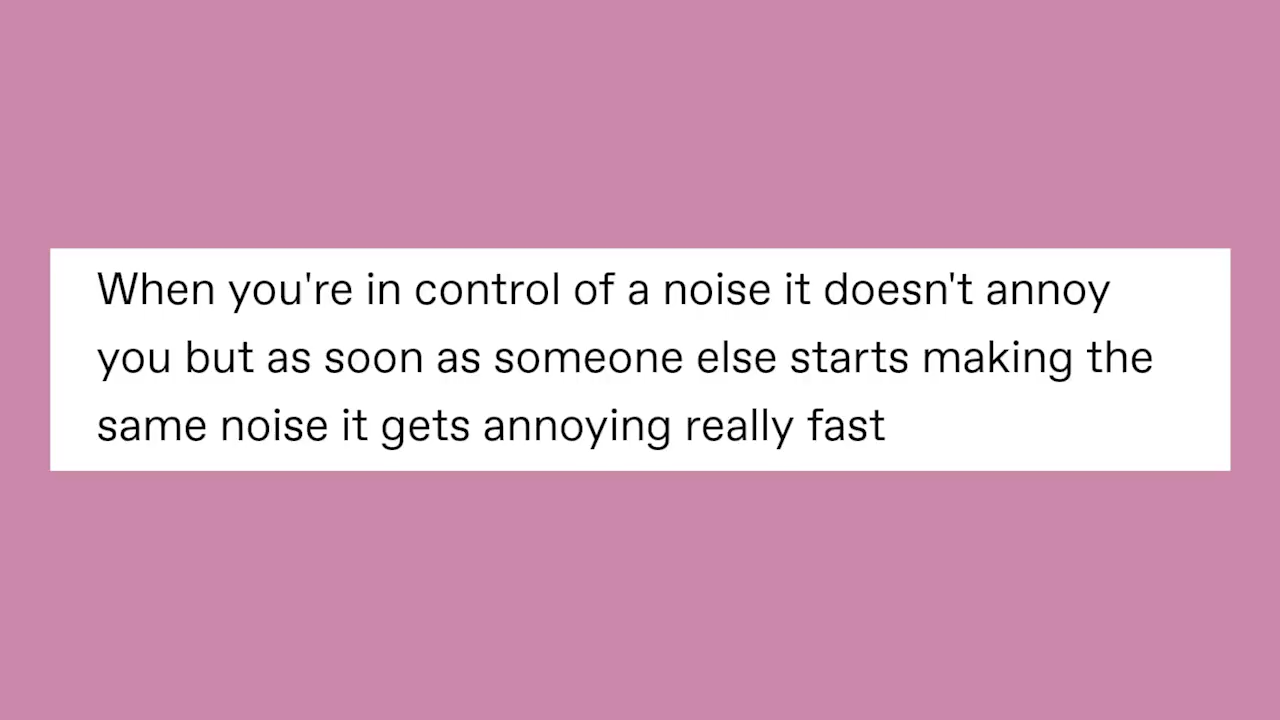 When you're in control of a noise it doesn't annoy
you but as soon as someone else starts making the
same noise it gets annoying really fast